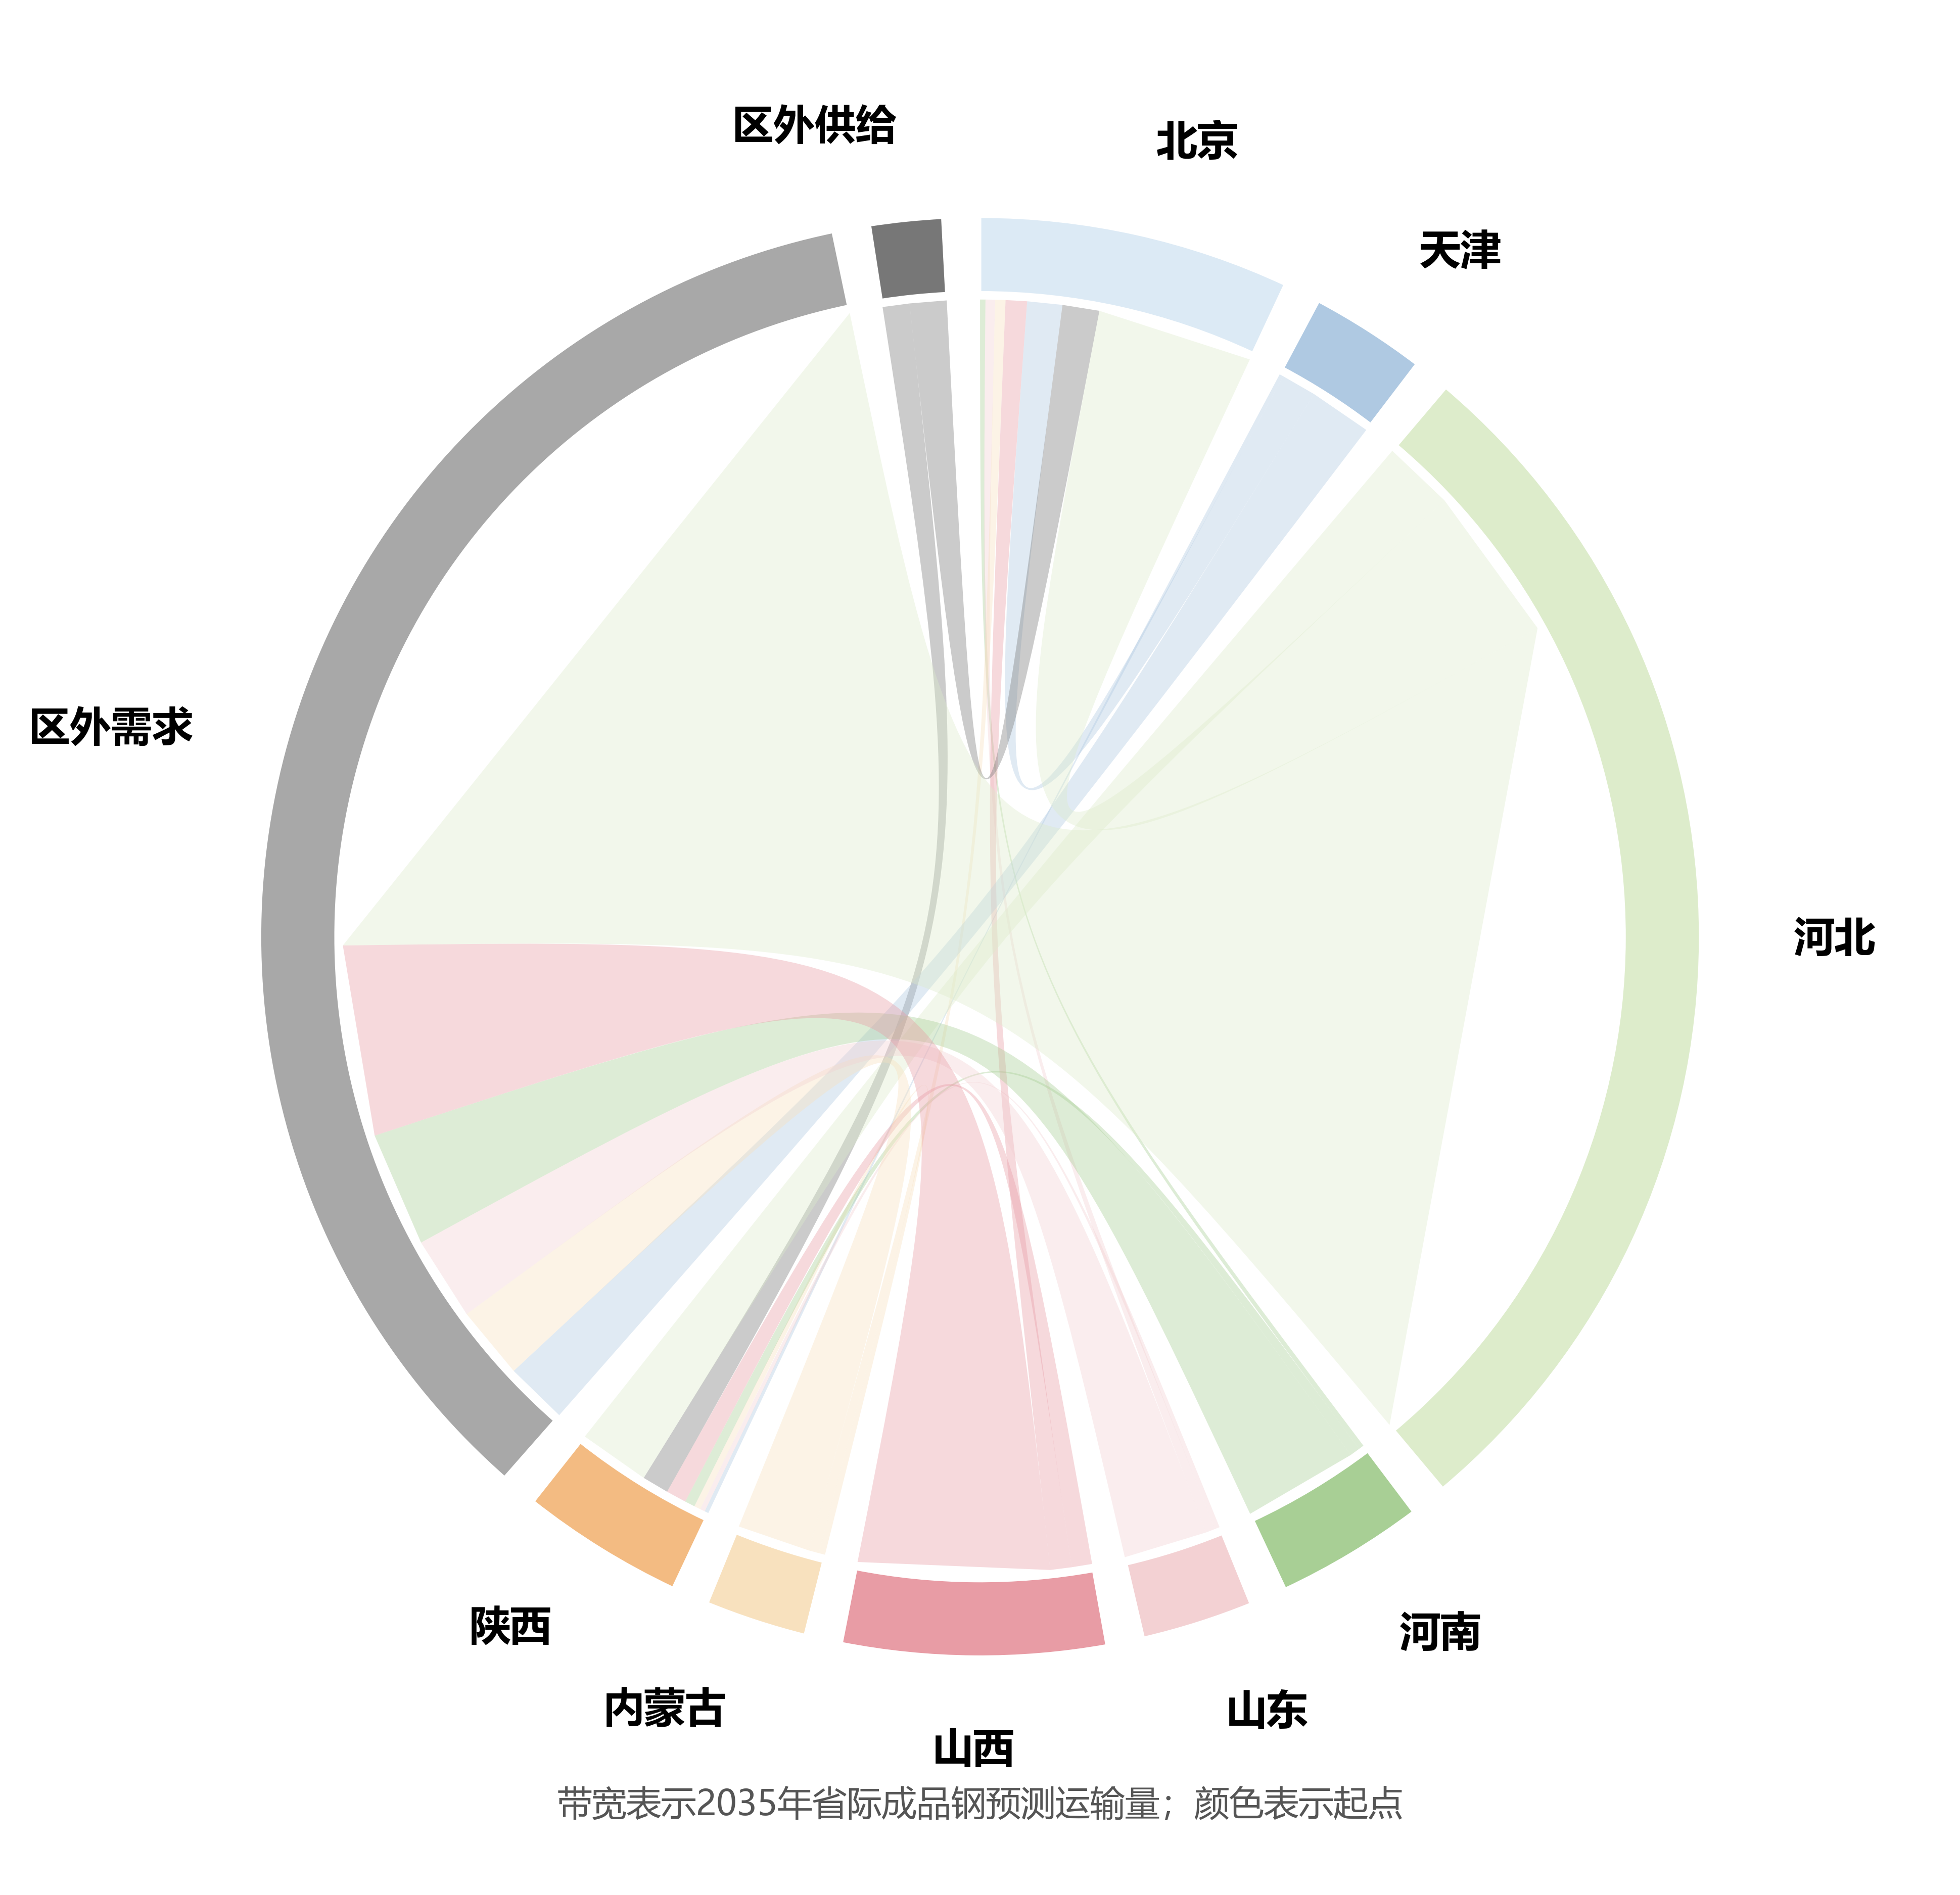 区外供给
北京
天津
区外需求
河北
陕西
河南
内蒙古
山东
山西
带宽表示2035年省际成品钢预测运输量；颜色表示起点